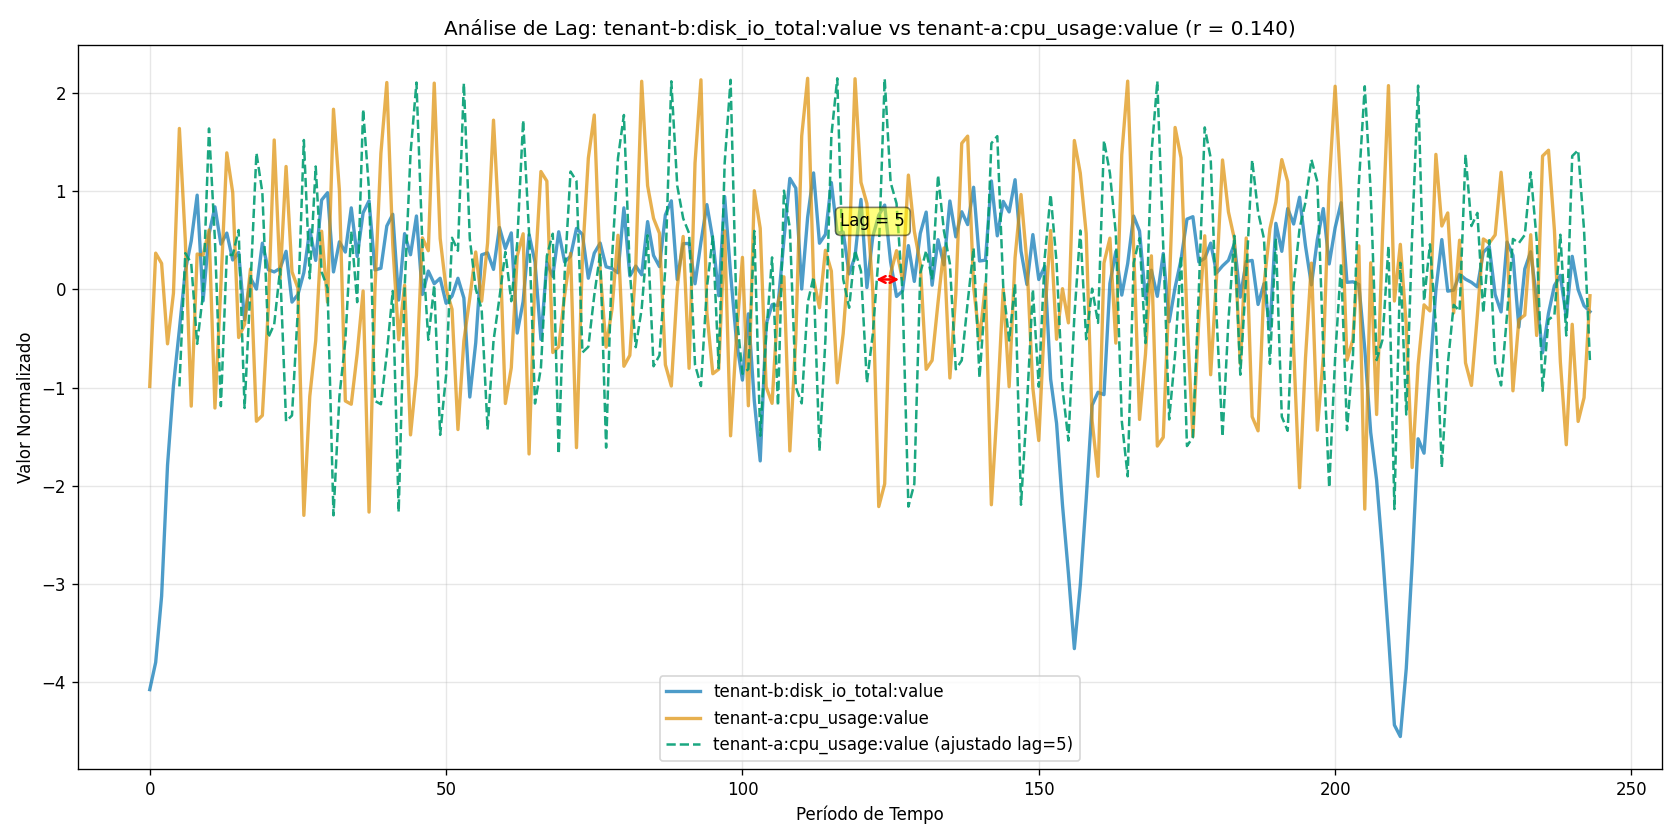 Análise de Lag: tenant-b:disk_io_total:value vs tenant-a:cpu_usage:value (r = 0.140)
Valor Normalizado
2
1
0
−1
−2
−3
−4
Lag = 5
tenant-b:disk_io_total:value
tenant-a:cpu_usage:value
tenant-a:cpu_usage:value (ajustado lag=5)
0 50 100 150 200 250
Período de Tempo